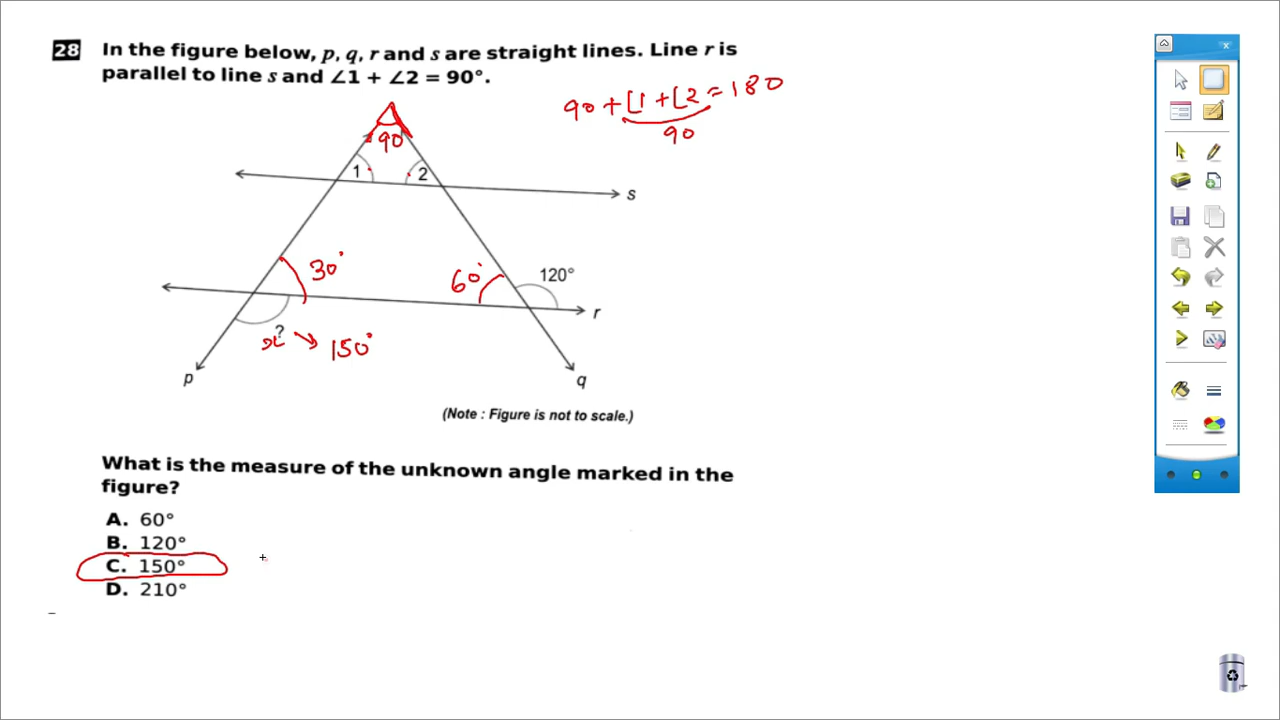 28 In the figure below, p, q, r and s are straight lines. Line r is
parallel to line s and ∠1 + ∠2 = 90°.
90 + ∠1 + ∠2 = 180
90
90
1
2
s
30°
60°
120°
r
?
x → 150°
p
q
(Note : Figure is not to scale.)
What is the measure of the unknown angle marked in the
figure?
A. 60°
B. 120°
C. 150°
D. 210°